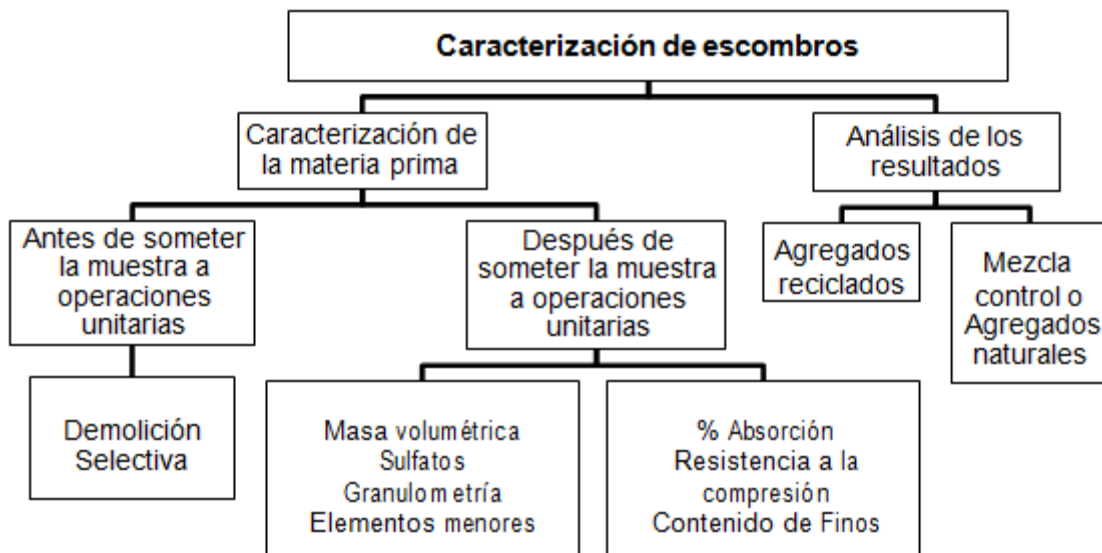 Caracterización de escombros
Caracterización de
la materia prima
Análisis de los
resultados
Antes de someter
la muestra a
operaciones
unitarias
Después de
someter la muestra
a operaciones
unitarias
Agregados
reciclados
Mezcla
control o
Agregados
naturales
Demolición
Selectiva
Masa volumétrica
Sulfatos
Granulometría
Elementos menores
% Absorción
Resistencia a la
compresión
Contenido de Finos